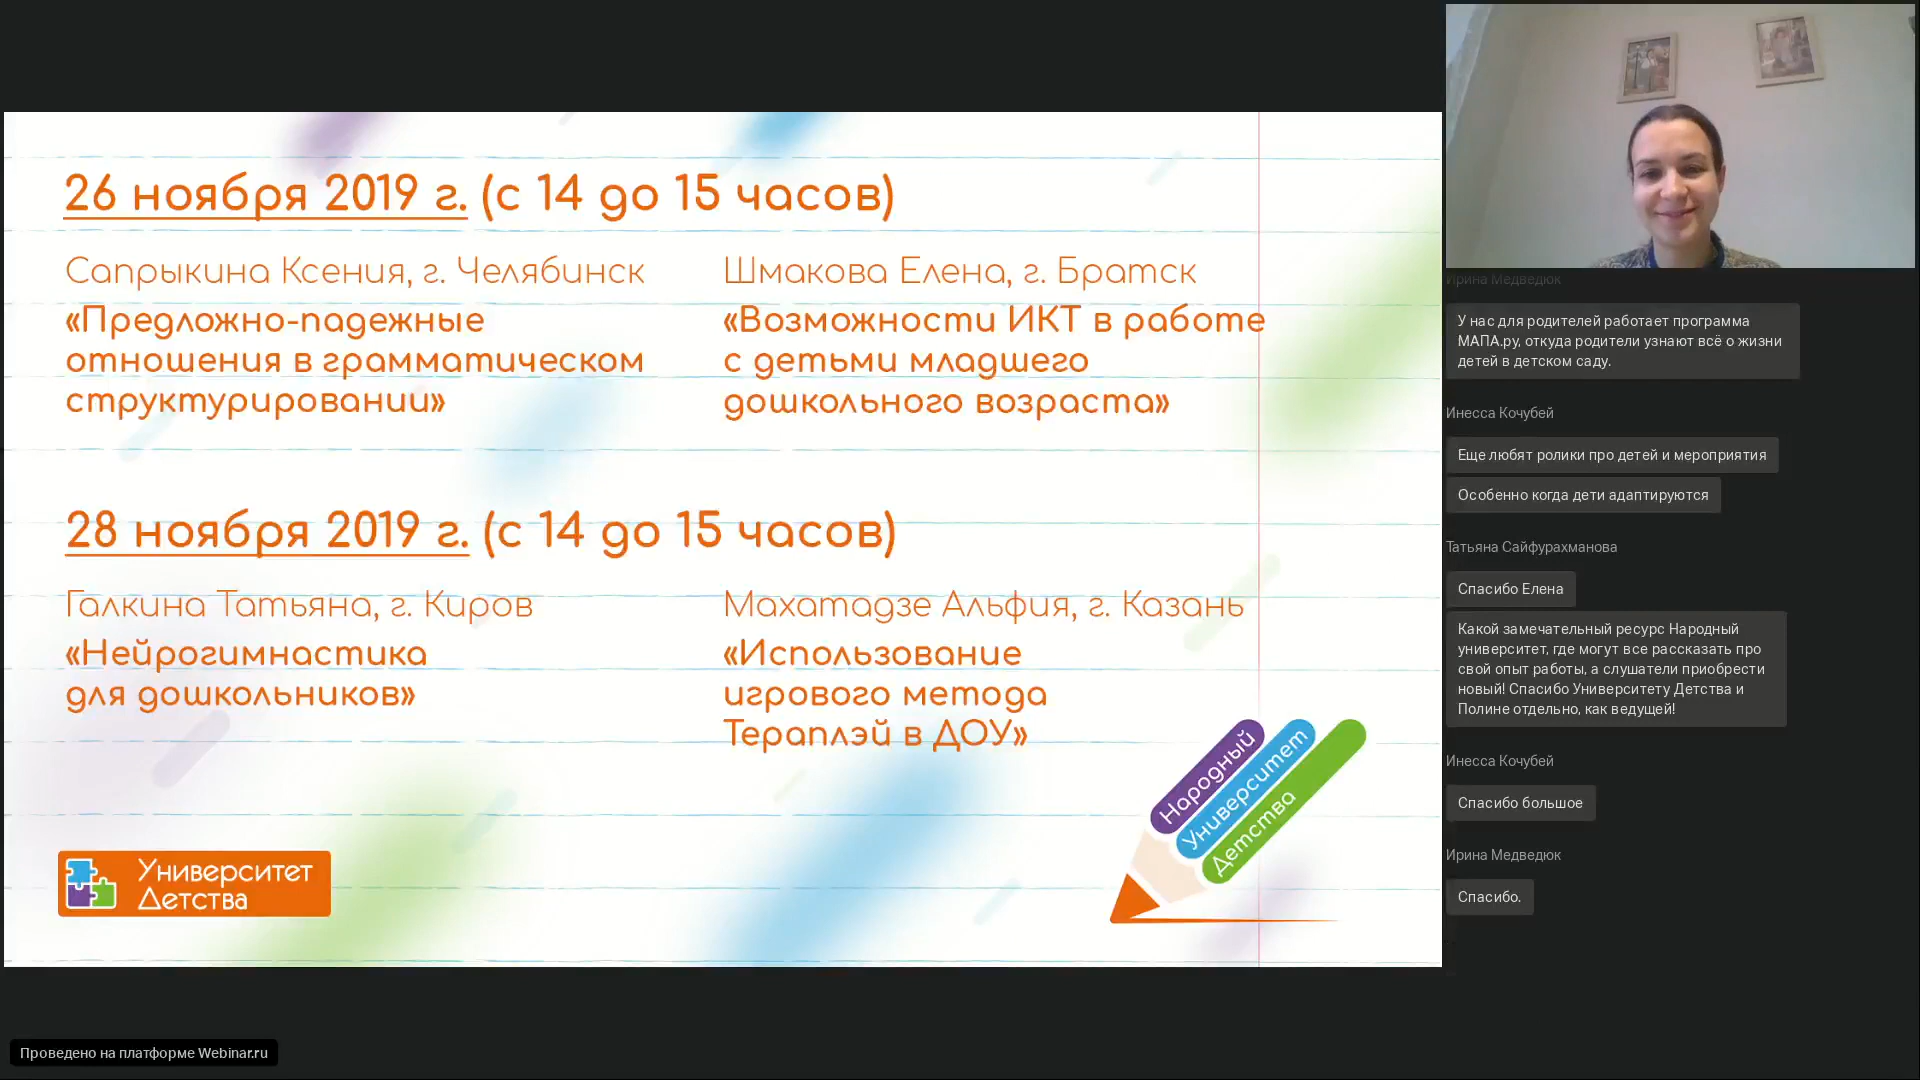 26 ноября 2019 г. (с 14 до 15 часов)
Сапрыкина Ксения, г. Челябинск
«Предложно-падежные
отношения в грамматическом
структурировании»
Шмакова Елена, г. Братск
«Возможности ИКТ в работе
с детьми младшего
дошкольного возраста»
28 ноября 2019 г. (с 14 до 15 часов)
Галкина Татьяна, г. Киров
«Нейрогимнастика
для дошкольников»
Махатадзе Альфия, г. Казань
«Использование
игрового метода
Тераплэй в ДОУ»
Университет
Детства
Народный
Университет
Детства
Проведено на платформе Webinar.ru
Ирина Медведюк
У нас для родителей работает программа
МАПА.ру, откуда родители узнают всё о жизни
детей в детском саду.
Инесса Кочубей
Еще любят ролики про детей и мероприятия
Особенно когда дети адаптируются
Татьяна Сайфурахманова
Спасибо Елена
Какой замечательный ресурс Народный
университет, где могут все рассказать про
свой опыт работы, а слушатели приобрести
новый! Спасибо Университету Детства и
Полине отдельно, как ведущей!
Инесса Кочубей
Спасибо большое
Ирина Медведюк
Спасибо.